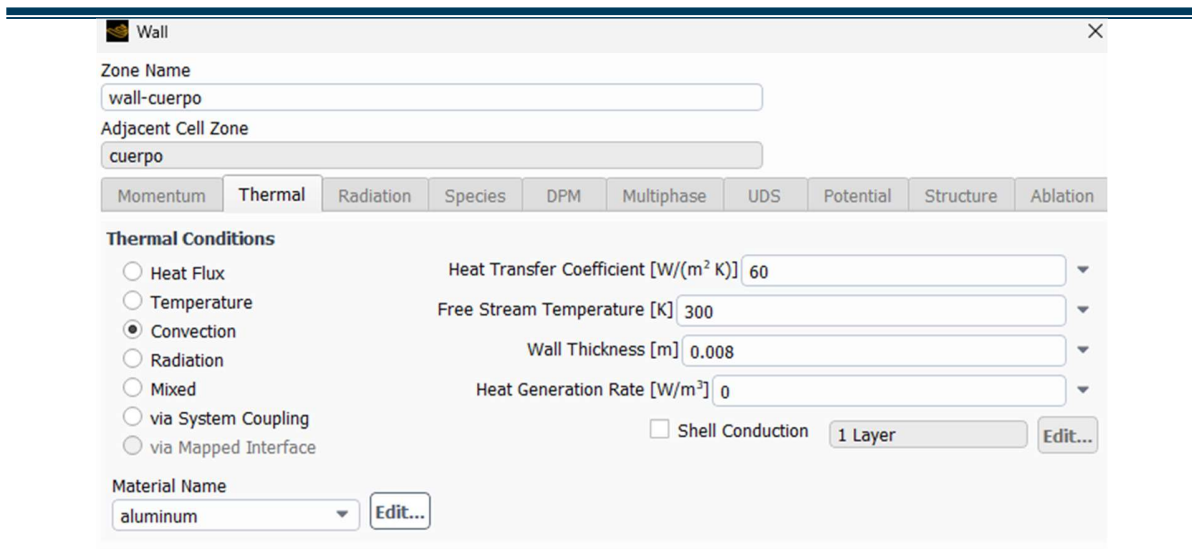 Wall
Zone Name
wall-cuerpo
Adjacent Cell Zone
cuerpo
Momentum Thermal Radiation Species DPM Multiphase UDS Potential Structure Ablation
Thermal Conditions
Heat Flux
Temperature
Convection
Radiation
Mixed
via System Coupling
via Mapped Interface
Heat Transfer Coefficient [W/(m² K)] 60
Free Stream Temperature [K] 300
Wall Thickness [m] 0.008
Heat Generation Rate [W/m³] 0
Shell Conduction 1 Layer Edit...
Material Name
aluminum Edit...